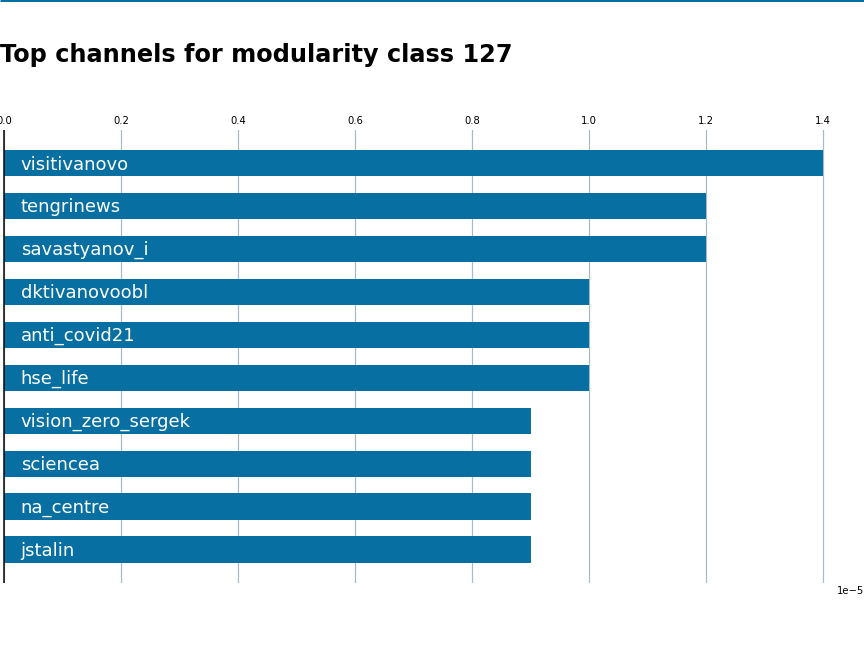 Top channels for modularity class 127
0.0 0.2 0.4 0.6 0.8 1.0 1.2 1.4
visitivanovo
tengrinews
savastyanov_i
dktivanovoobl
anti_covid21
hse_life
vision_zero_sergek
sciencea
na_centre
jstalin
1e−5